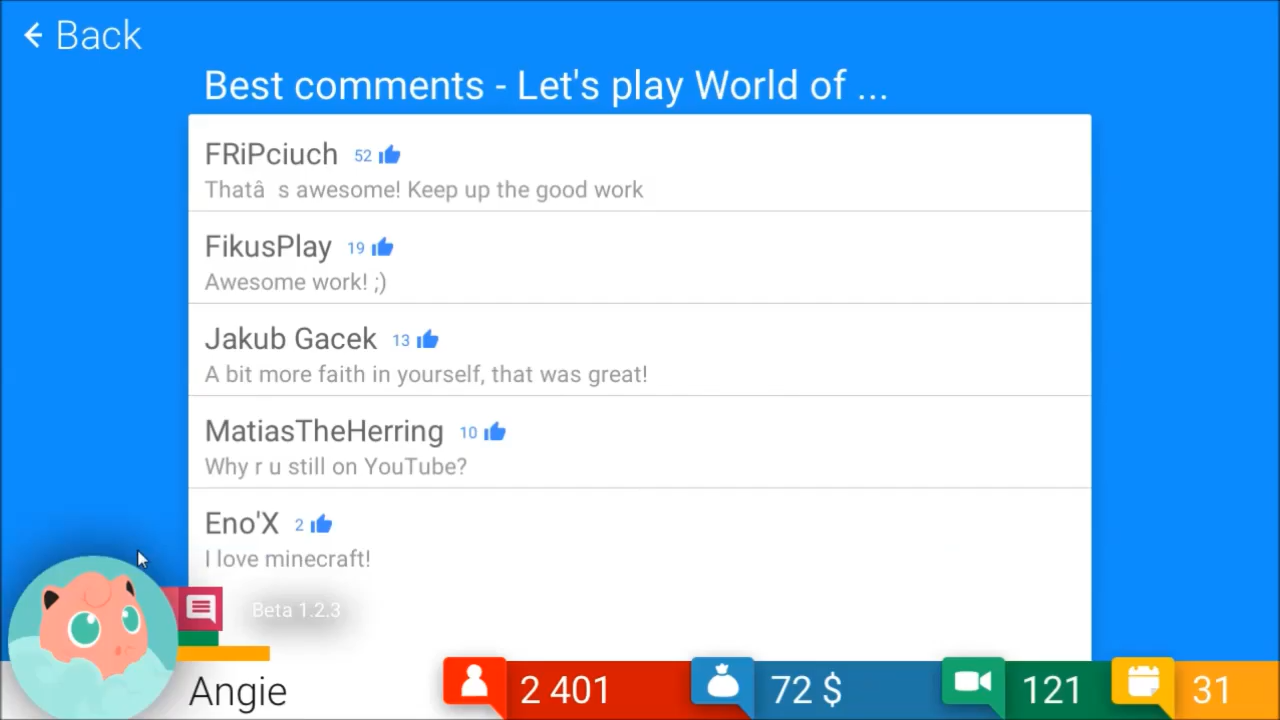 Back
Best comments - Let's play World of ...
FRiPciuch 52
Thatâ s awesome! Keep up the good work
FikusPlay 19
Awesome work! ;)
Jakub Gacek 13
A bit more faith in yourself, that was great!
MatiasTheHerring 10
Why r u still on YouTube?
Eno'X 2
I love minecraft!
Beta 1.2.3
Angie 2 401 72 $ 121 31